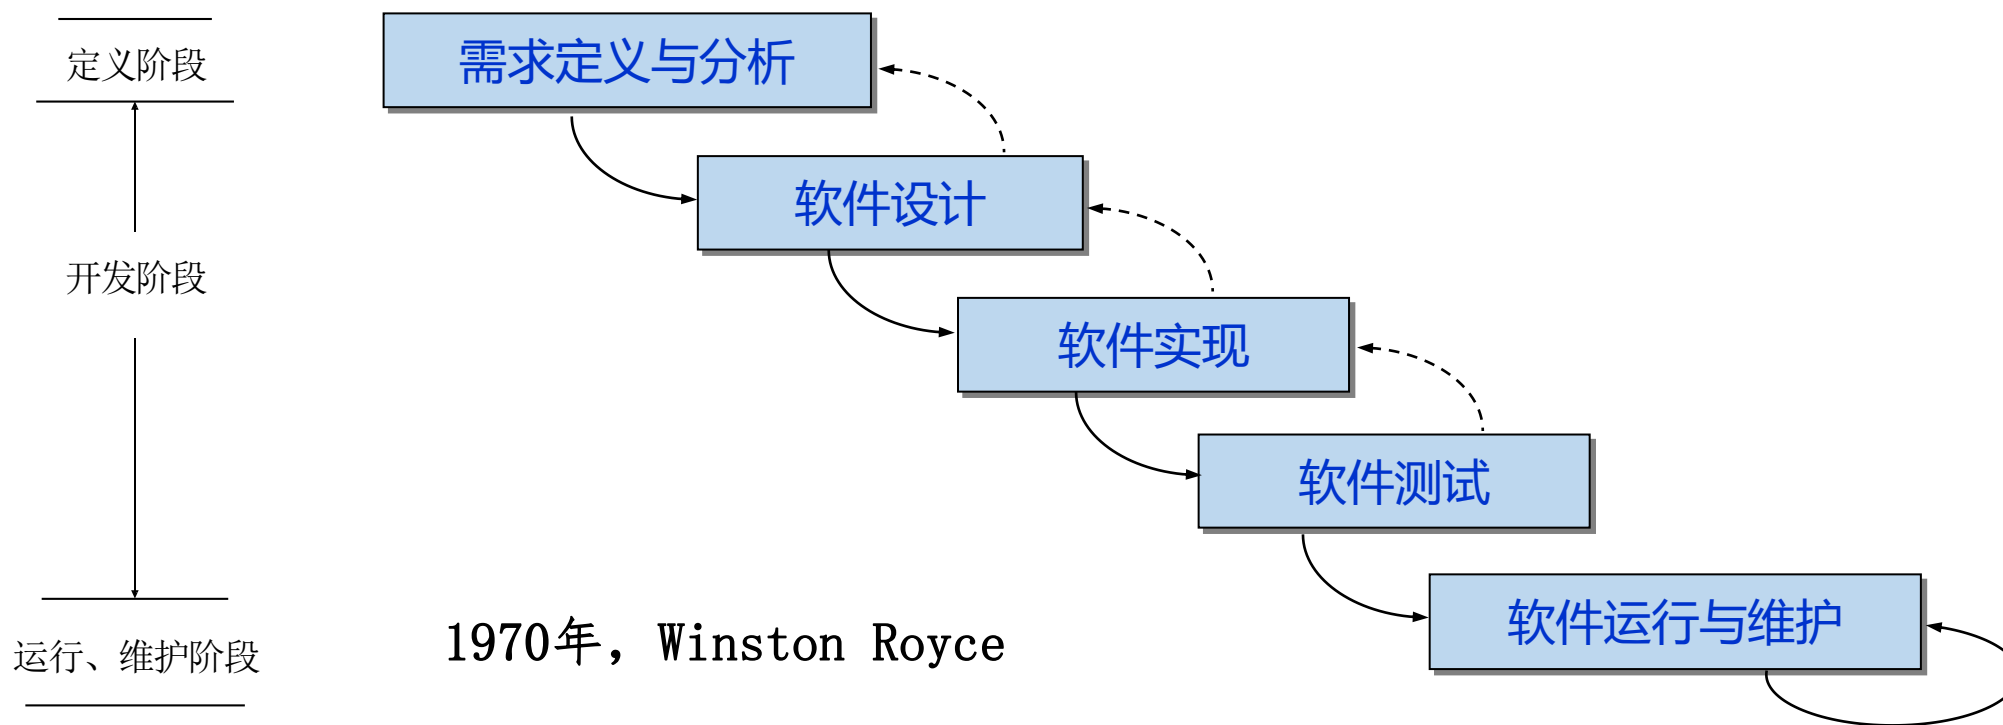 定义阶段
需求定义与分析
软件设计
开发阶段
软件实现
软件测试
软件运行与维护
1970年，Winston Royce
运行、维护阶段